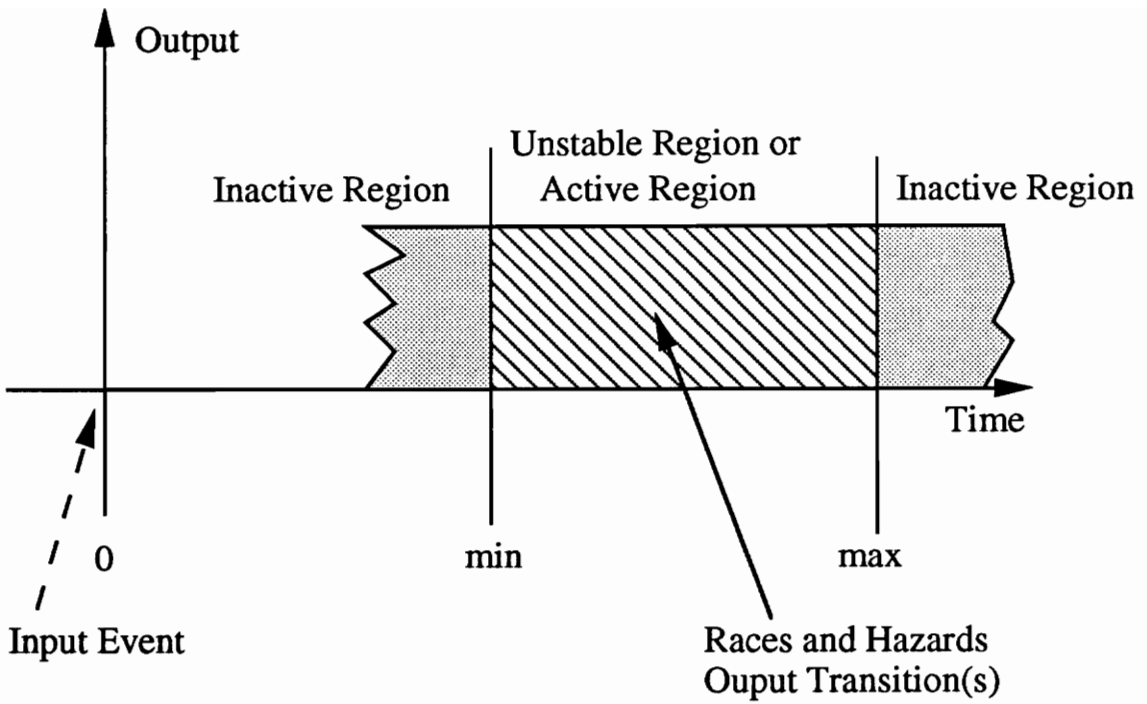 Output
Unstable Region or
Active Region
Inactive Region
Inactive Region
Time
0
min
max
Input Event
Races and Hazards
Ouput Transition(s)